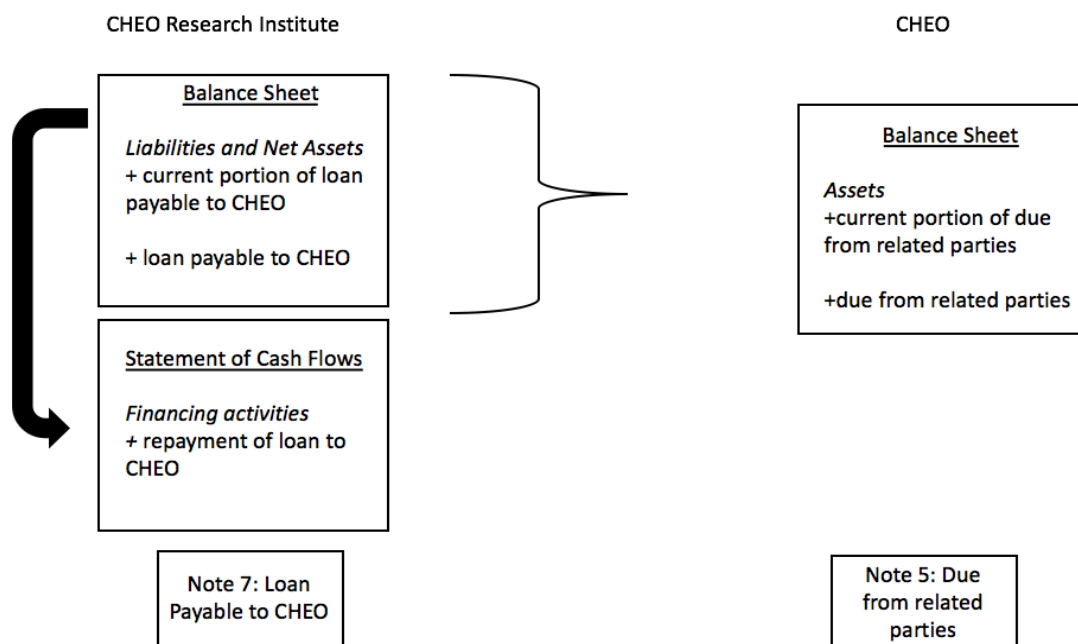 CHEO Research Institute
CHEO
Balance Sheet
Liabilities and Net Assets
+ current portion of loan
payable to CHEO
+ loan payable to CHEO
Balance Sheet
Assets
+current portion of due
from related parties
+due from related parties
Statement of Cash Flows
Financing activities
+ repayment of loan to
CHEO
Note 7: Loan
Payable to CHEO
Note 5: Due
from related
parties